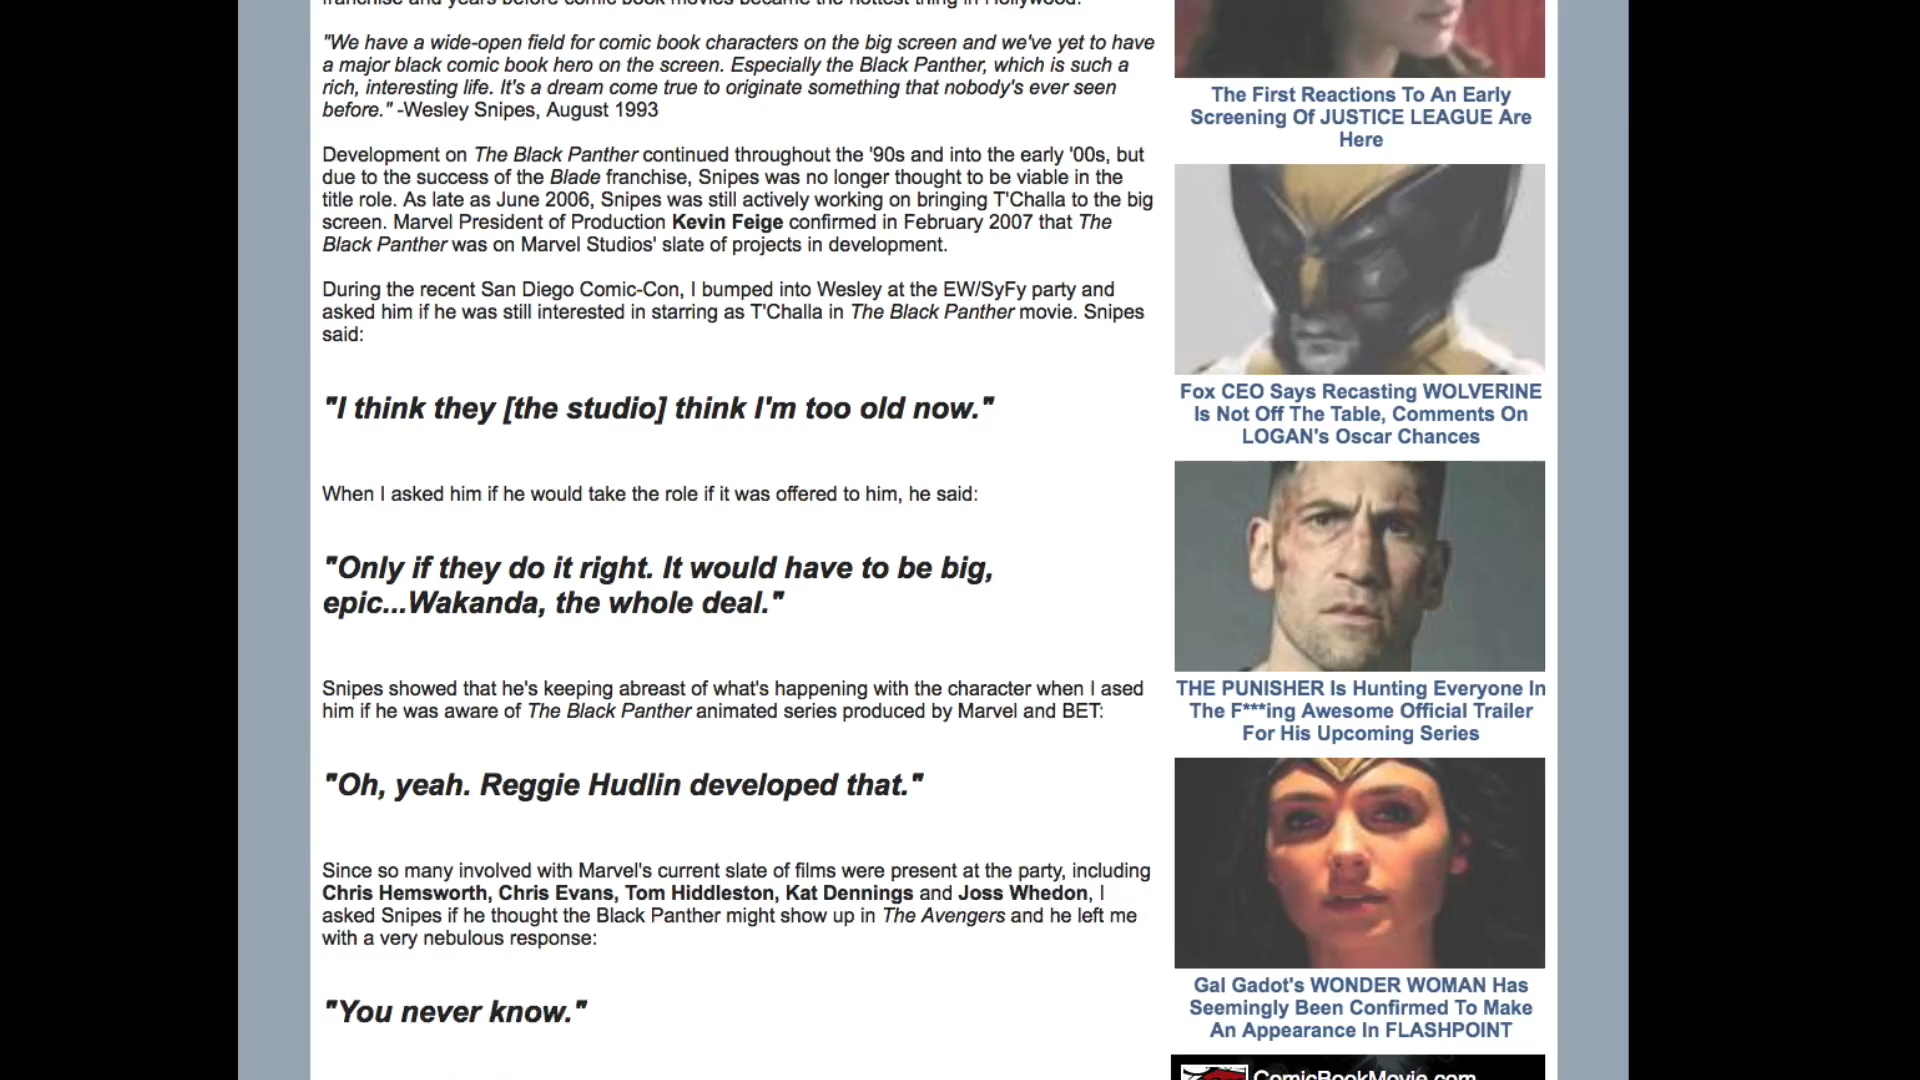 franchise and years before comic book movies became the hottest thing in Hollywood.
"We have a wide-open field for comic book characters on the big screen and we've yet to have
a major black comic book hero on the screen. Especially the Black Panther, which is such a
rich, interesting life. It's a dream come true to originate something that nobody's ever seen
before." -Wesley Snipes, August 1993
Development on The Black Panther continued throughout the '90s and into the early '00s, but
due to the success of the Blade franchise, Snipes was no longer thought to be viable in the
title role. As late as June 2006, Snipes was still actively working on bringing T'Challa to the big
screen. Marvel President of Production Kevin Feige confirmed in February 2007 that The
Black Panther was on Marvel Studios' slate of projects in development.
During the recent San Diego Comic-Con, I bumped into Wesley at the EW/SyFy party and
asked him if he was still interested in starring as T'Challa in The Black Panther movie. Snipes
said:
"I think they [the studio] think I'm too old now."
When I asked him if he would take the role if it was offered to him, he said:
"Only if they do it right. It would have to be big,
epic...Wakanda, the whole deal."
Snipes showed that he's keeping abreast of what's happening with the character when I ased
him if he was aware of The Black Panther animated series produced by Marvel and BET:
"Oh, yeah. Reggie Hudlin developed that."
Since so many involved with Marvel's current slate of films were present at the party, including
Chris Hemsworth, Chris Evans, Tom Hiddleston, Kat Dennings and Joss Whedon, I
asked Snipes if he thought the Black Panther might show up in The Avengers and he left me
with a very nebulous response:
"You never know."
The First Reactions To An Early
Screening Of JUSTICE LEAGUE Are
Here
Fox CEO Says Recasting WOLVERINE
Is Not Off The Table, Comments On
LOGAN's Oscar Chances
THE PUNISHER Is Hunting Everyone In
The F***ing Awesome Official Trailer
For His Upcoming Series
Gal Gadot's WONDER WOMAN Has
Seemingly Been Confirmed To Make
An Appearance In FLASHPOINT
ComicBookMovie.com